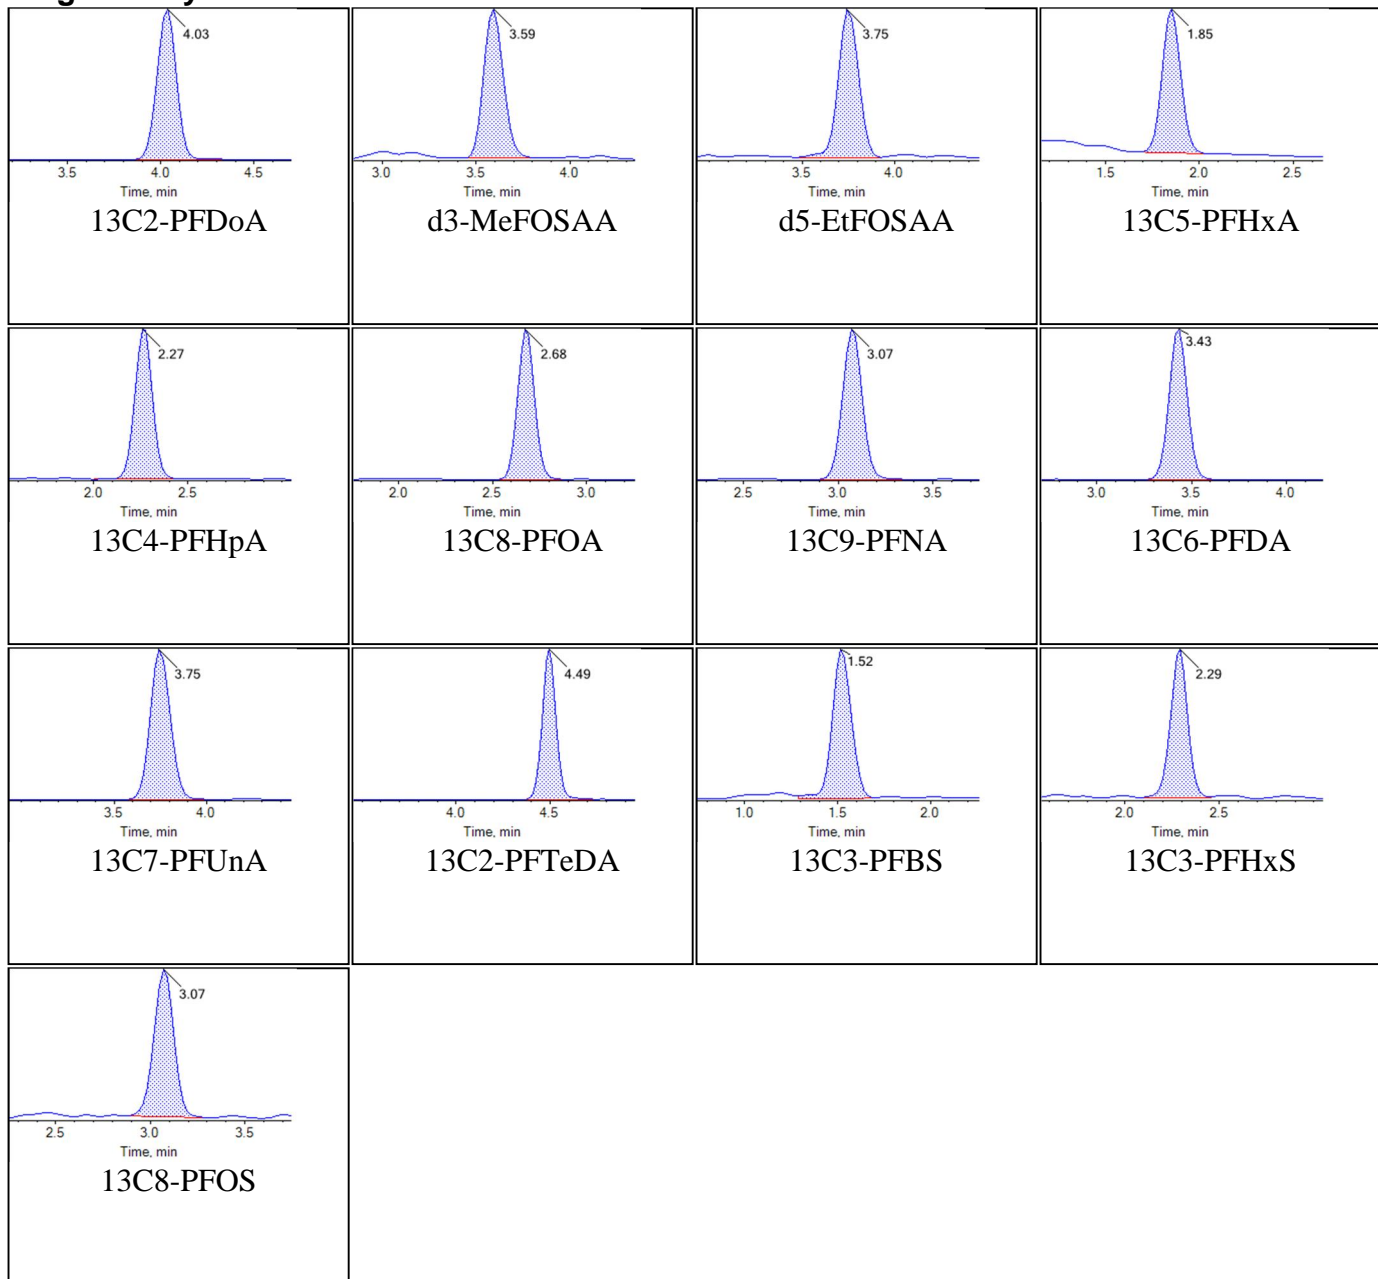 4.03
3.5 4.0 4.5
Time, min
13C2-PFDoA
3.59
3.0 3.5 4.0
Time, min
d3-MeFOSAA
3.75
3.5 4.0
Time, min
d5-EtFOSAA
1.85
1.5 2.0 2.5
Time, min
13C5-PFHxA
2.27
2.0 2.5
Time, min
13C4-PFHpA
2.68
2.0 2.5 3.0
Time, min
13C8-PFOA
3.07
2.5 3.0 3.5
Time, min
13C9-PFNA
3.43
3.0 3.5 4.0
Time, min
13C6-PFDA
3.75
3.5 4.0
Time, min
13C7-PFUnA
4.49
4.0 4.5
Time, min
13C2-PFTeDA
1.52
1.0 1.5 2.0
Time, min
13C3-PFBS
2.29
2.0 2.5
Time, min
13C3-PFHxS
3.07
2.5 3.0 3.5
Time, min
13C8-PFOS